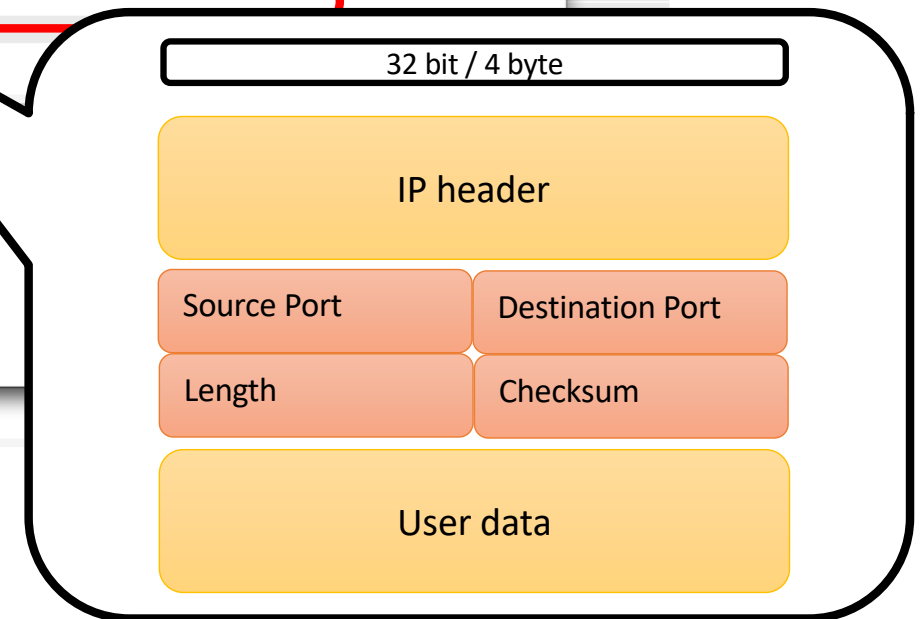 32 bit / 4 byte
IP header
Source Port
Destination Port
Length
Checksum
User data